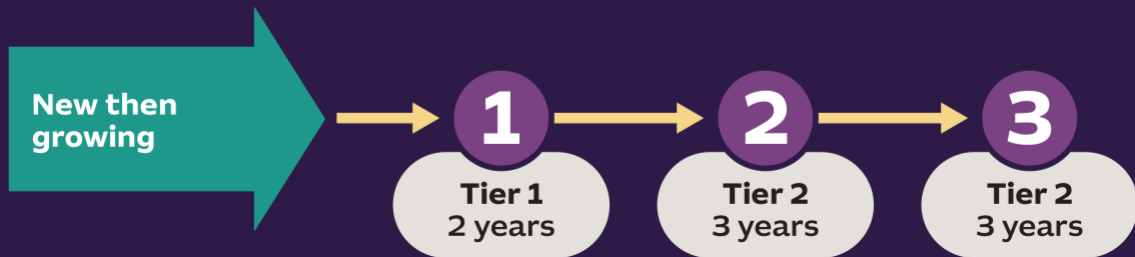 New then
growing
1
Tier 1
2 years
2
Tier 2
3 years
3
Tier 2
3 years